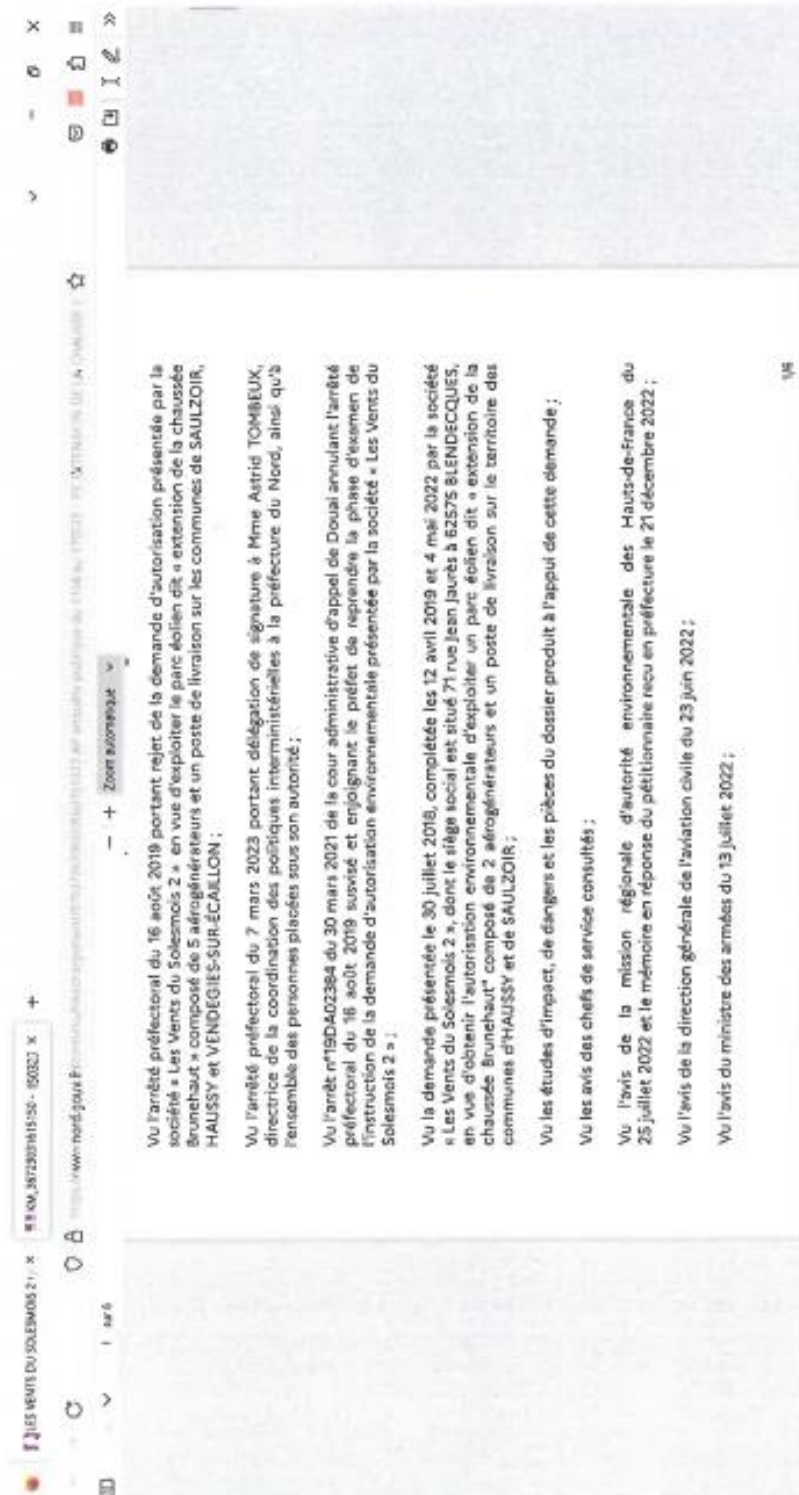 LES VENTS DU SOLESMOIS 2
KM_36723031615150 - 150323
1 sur 6
Zoom automatique
Vu l'arrêté préfectoral du 16 août 2019 portant rejet de la demande d'autorisation présentée par la
société « Les Vents du Solesmois 2 » en vue d'exploiter le parc éolien dit « extension de la chaussée
Brunehaut » composé de 5 aérogénérateurs et un poste de livraison sur les communes de SAULZOIR,
HAUSSY et VENDEGIES-SUR-ÉCAILLON ;
Vu l'arrêté préfectoral du 7 mars 2023 portant délégation de signature à Mme Astrid TOMBEUX,
directrice de la coordination des politiques interministérielles à la préfecture du Nord, ainsi qu'à
l'ensemble des personnes placées sous son autorité ;
Vu l'arrêt n°19DA02384 du 30 mars 2021 de la cour administrative d'appel de Douai annulant l'arrêté
préfectoral du 16 août 2019 susvisé et enjoignant le préfet de reprendre la phase d'examen de
l'instruction de la demande d'autorisation environnementale présentée par la société « Les Vents du
Solesmois 2 » ;
Vu la demande présentée le 30 juillet 2018, complétée les 12 avril 2019 et 4 mai 2022 par la société
« Les Vents du Solesmois 2 », dont le siège social est situé 71 rue Jean Jaurès à 62575 BLENDECQUES,
en vue d'obtenir l'autorisation environnementale d'exploiter un parc éolien dit « extension de la
chaussée Brunehaut" composé de 2 aérogénérateurs et un poste de livraison sur le territoire des
communes d'HAUSSY et de SAULZOIR ;
Vu les études d'impact, de dangers et les pièces du dossier produit à l'appui de cette demande ;
Vu les avis des chefs de service consultés ;
Vu l'avis de la mission régionale d'autorité environnementale des Hauts-de-France du
25 juillet 2022 et le mémoire en réponse du pétitionnaire reçu en préfecture le 21 décembre 2022 ;
Vu l'avis de la direction générale de l'aviation civile du 23 juin 2022 ;
Vu l'avis du ministre des armées du 13 juillet 2022 ;
1/6